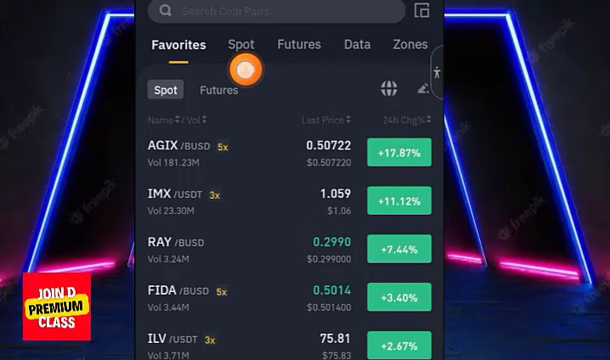 Search Coin Pairs
Favorites Spot Futures Data Zones
Spot Futures
Name / Vol Last Price 24h Chg%
AGIX /BUSD 5x 0.50722 +17.87%
Vol 181.23M $0.507220
IMX /USDT 3x 1.059 +11.12%
Vol 23.30M $1.06
RAY /BUSD 0.2990 +7.44%
Vol 3.24M $0.299000
FIDA /BUSD 5x 0.5014 +3.40%
Vol 3.44M $0.501400
ILV /USDT 3x 75.81 +2.67%
Vol 3.71M $75.83
JOIN D
PREMIUM
CLASS
freepik